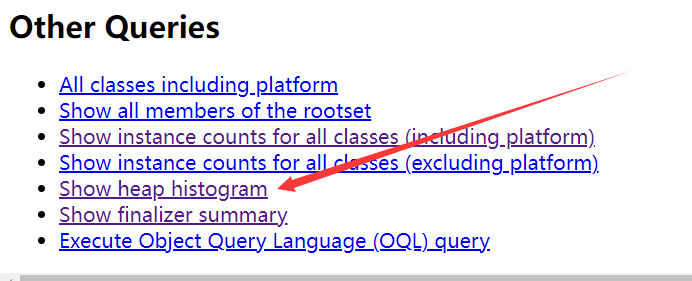 Other Queries
All classes including platform
Show all members of the rootset
Show instance counts for all classes (including platform)
Show instance counts for all classes (excluding platform)
Show heap histogram
Show finalizer summary
Execute Object Query Language (OQL) query